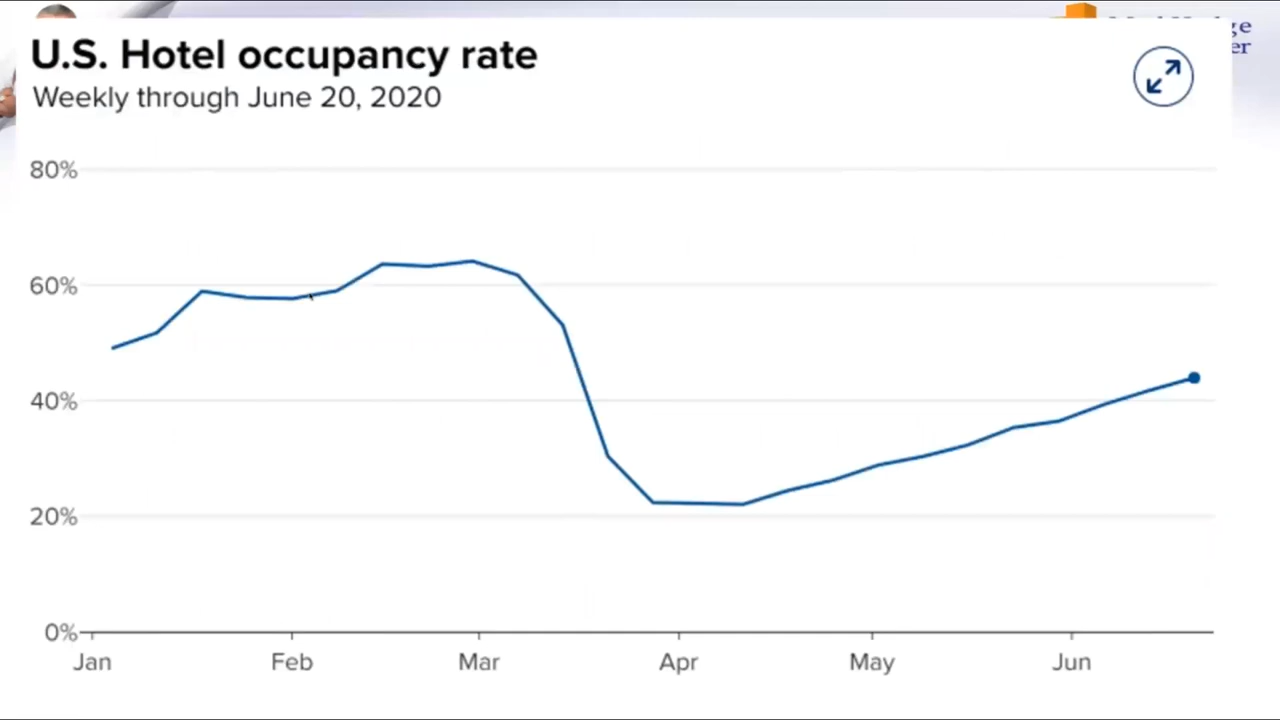 U.S. Hotel occupancy rate
Weekly through June 20, 2020
80%
60%
40%
20%
0%
Jan Feb Mar Apr May Jun